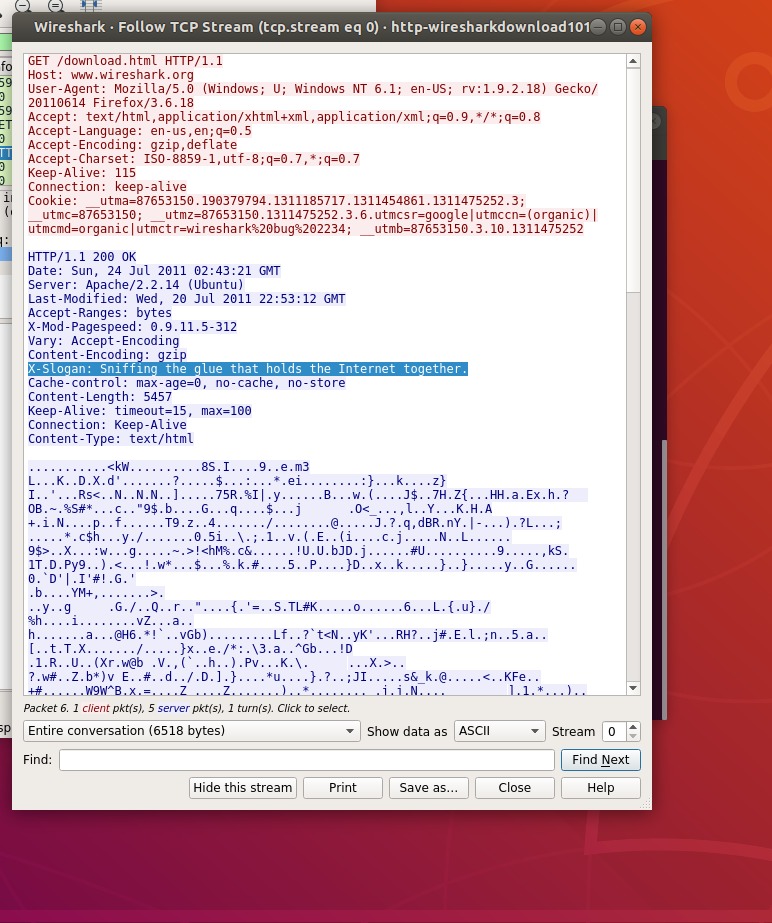 Wireshark · Follow TCP Stream (tcp.stream eq 0) · http-wiresharkdownload101
GET /download.html HTTP/1.1
Host: www.wireshark.org
User-Agent: Mozilla/5.0 (Windows; U; Windows NT 6.1; en-US; rv:1.9.2.18) Gecko/
20110614 Firefox/3.6.18
Accept: text/html,application/xhtml+xml,application/xml;q=0.9,*/*;q=0.8
Accept-Language: en-us,en;q=0.5
Accept-Encoding: gzip,deflate
Accept-Charset: ISO-8859-1,utf-8;q=0.7,*;q=0.7
Keep-Alive: 115
Connection: keep-alive
Cookie: __utma=87653150.190379794.1311185717.1311454861.1311475252.3;
__utmc=87653150; __utmz=87653150.1311475252.3.6.utmcsr=google|utmccn=(organic)|
utmcmd=organic|utmctr=wireshark%20bug%202234; __utmb=87653150.3.10.1311475252
HTTP/1.1 200 OK
Date: Sun, 24 Jul 2011 02:43:21 GMT
Server: Apache/2.2.14 (Ubuntu)
Last-Modified: Wed, 20 Jul 2011 22:53:12 GMT
Accept-Ranges: bytes
X-Mod-Pagespeed: 0.9.11.5-312
Vary: Accept-Encoding
Content-Encoding: gzip
X-Slogan: Sniffing the glue that holds the Internet together.
Cache-control: max-age=0, no-cache, no-store
Content-Length: 5457
Keep-Alive: timeout=15, max=100
Connection: Keep-Alive
Content-Type: text/html
...........<kW..........8S.I....9..e.m3
L...K..D.X.d'.......?.....$...:...*.ei........:}...k....z}
I..'...Rs<..N..N.N..].....75R.%I|.y......B...w.(....J$..7H.Z{...HH.a.Ex.h.?
OB.~.%S#*...c.."9$.b....G...q....$...j      .O<_...,l..Y...K.H.A
+.i.N....p..f......T9.z..4......./......../@.....J.?.q,dBR.nY.|-...).?L...;
.....*.c$h...y./.......0.5i..\.;.1..v.(.E..(i....c.j.....N..L......
9$>..X...:w...g.....~.>!<hM%.c&......!U.U.bJD.j......#U..........9.....,kS.
1T.D.Py9..).<...!.w*...$...%.k.#....5..P....}D..x..k.....}..}.....y..G......
0.`D'|.I'#!.G.'
.b....YM+,......>.
..y..g     .G./..Q..r.."....{.'=..S.TL#K.....o......6...L.{.u}./
%h....i........vZ...a..
h.......a...@H6.*!`..vGb).........Lf..?`t<N..yK'...RH?..j#.E.l.;n..5.a..
[..t.T.X......./.....}x..e./*:.\3.a..^Gb...!D
.1.R..U..(Xr.w@b .V.,(`..h..).Pv...K.\.     ...X.>..
?.w#..Z.b*)v E..#..d../.D.].}....*u....}.?..;JI.....s&_k.@.....<..KFe..
Packet 6. 1 client pkt(s), 5 server pkt(s), 1 turn(s). Click to select.
Entire conversation (6518 bytes) Show data as ASCII Stream 0
Find: Find Next
Hide this stream Print Save as… Close Help